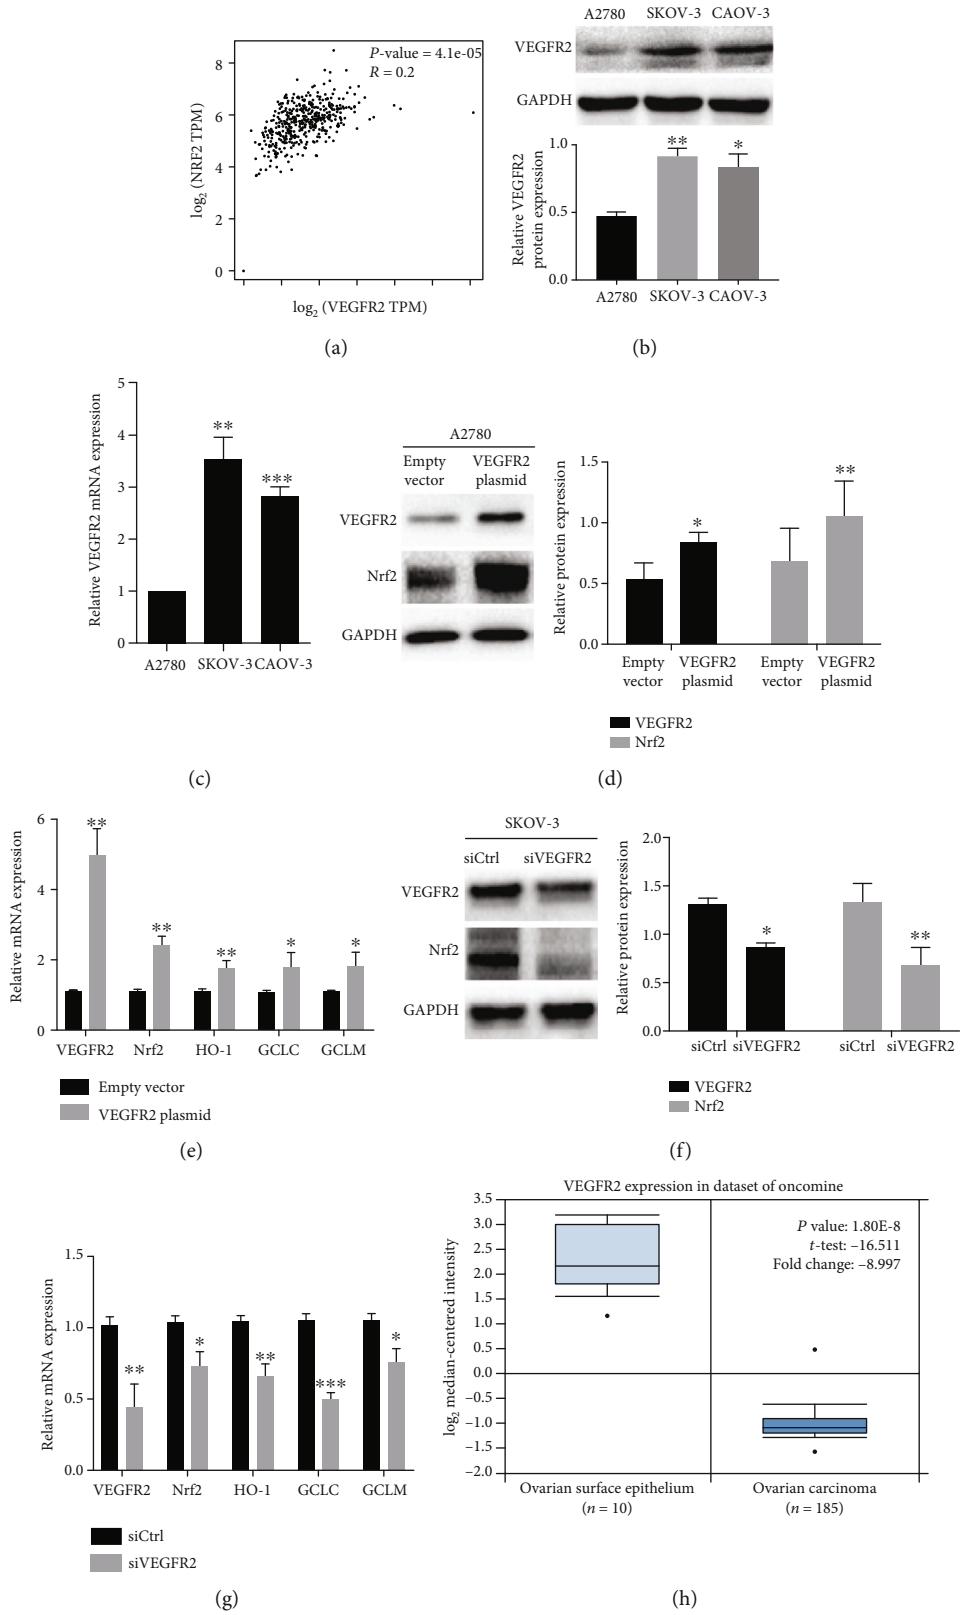 P-value = 4.1e-05
R = 0.2
8
6
4
2
0
log2 (NRF2 TPM)
log2 (VEGFR2 TPM)
(a)
A2780 SKOV-3 CAOV-3
VEGFR2
GAPDH
1.0
0.5
0.0
Relative VEGFR2
protein expression
** *
A2780 SKOV-3 CAOV-3
(b)
5
4
3
2
1
0
Relative VEGFR2 mRNA expression
** ***
A2780 SKOV-3 CAOV-3
(c)
A2780
Empty VEGFR2
vector plasmid
VEGFR2
Nrf2
GAPDH
1.5
1.0
0.5
0.0
Relative protein expression
* **
Empty VEGFR2 Empty VEGFR2
vector plasmid vector plasmid
VEGFR2
Nrf2
(d)
6
4
2
0
Relative mRNA expression
** ** ** * *
VEGFR2 Nrf2 HO-1 GCLC GCLM
Empty vector
VEGFR2 plasmid
(e)
SKOV-3
siCtrl siVEGFR2
VEGFR2
Nrf2
GAPDH
2.0
1.5
1.0
0.5
0.0
Relative protein expression
* **
siCtrl siVEGFR2 siCtrl siVEGFR2
VEGFR2
Nrf2
(f)
1.5
1.0
0.5
0.0
Relative mRNA expression
** * ** *** *
VEGFR2 Nrf2 HO-1 GCLC GCLM
siCtrl
siVEGFR2
(g)
VEGFR2 expression in dataset of oncomine
3.5
3.0
2.5
2.0
1.5
1.0
0.5
0.0
−0.5
−1.0
−1.5
−2.0
log2 median-centered intensity
P value: 1.80E-8
t-test: −16.511
Fold change: −8.997
Ovarian surface epithelium Ovarian carcinoma
(n = 10) (n = 185)
(h)